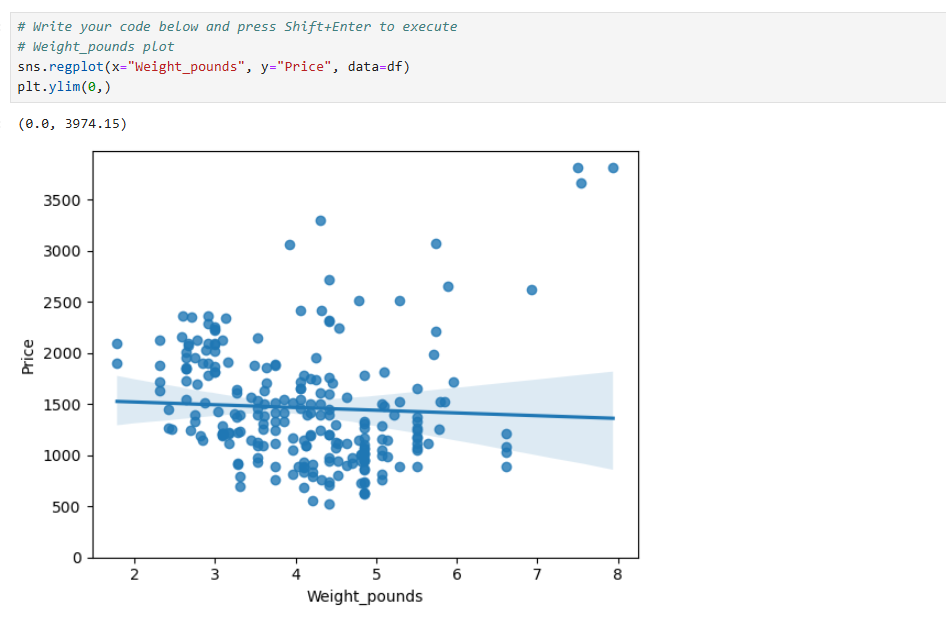 # Write your code below and press Shift+Enter to execute
# Weight_pounds plot
sns.regplot(x="Weight_pounds", y="Price", data=df)
plt.ylim(0,)
(0.0, 3974.15)
3500
3000
2500
2000
1500
1000
500
0
Price
2 3 4 5 6 7 8
Weight_pounds